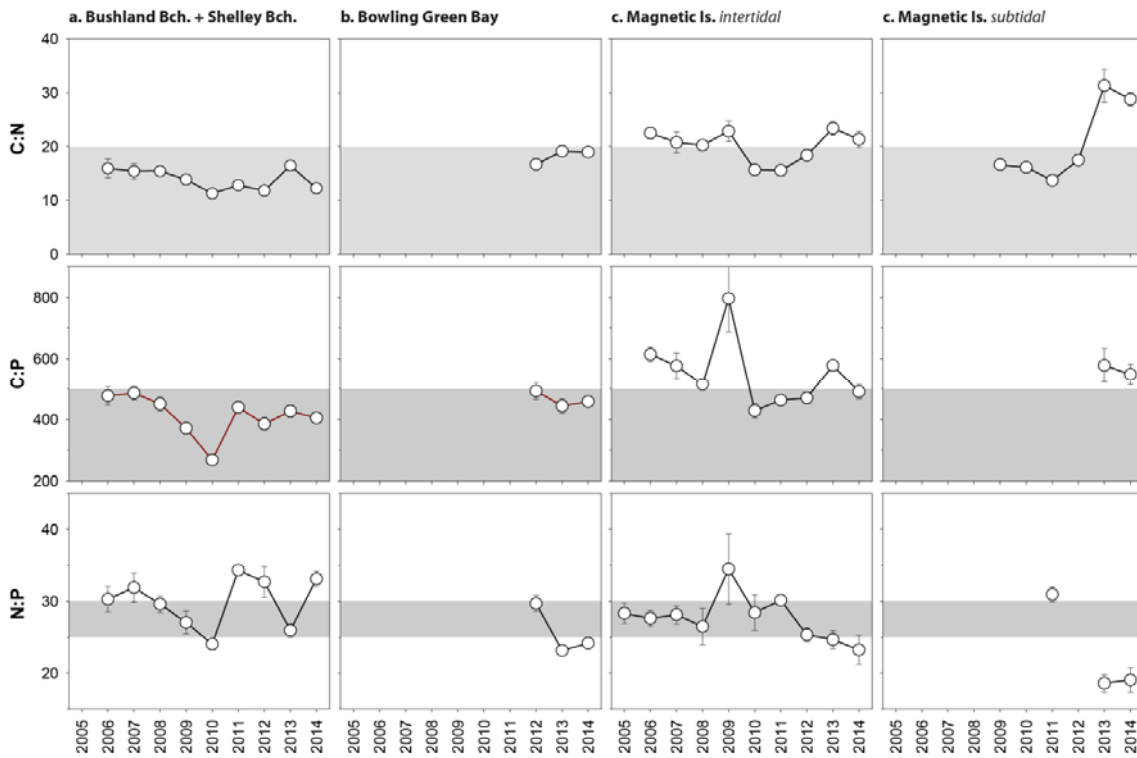 a. Bushland Bch. + Shelley Bch. b. Bowling Green Bay c. Magnetic Is. intertidal c. Magnetic Is. subtidal
C:N
40
30
20
10
0
C:P
800
600
400
200
N:P
40
30
20
2005 2006 2007 2008 2009 2010 2011 2012 2013 2014 2005 2006 2007 2008 2009 2010 2011 2012 2013 2014 2005 2006 2007 2008 2009 2010 2011 2012 2013 2014 2005 2006 2007 2008 2009 2010 2011 2012 2013 2014